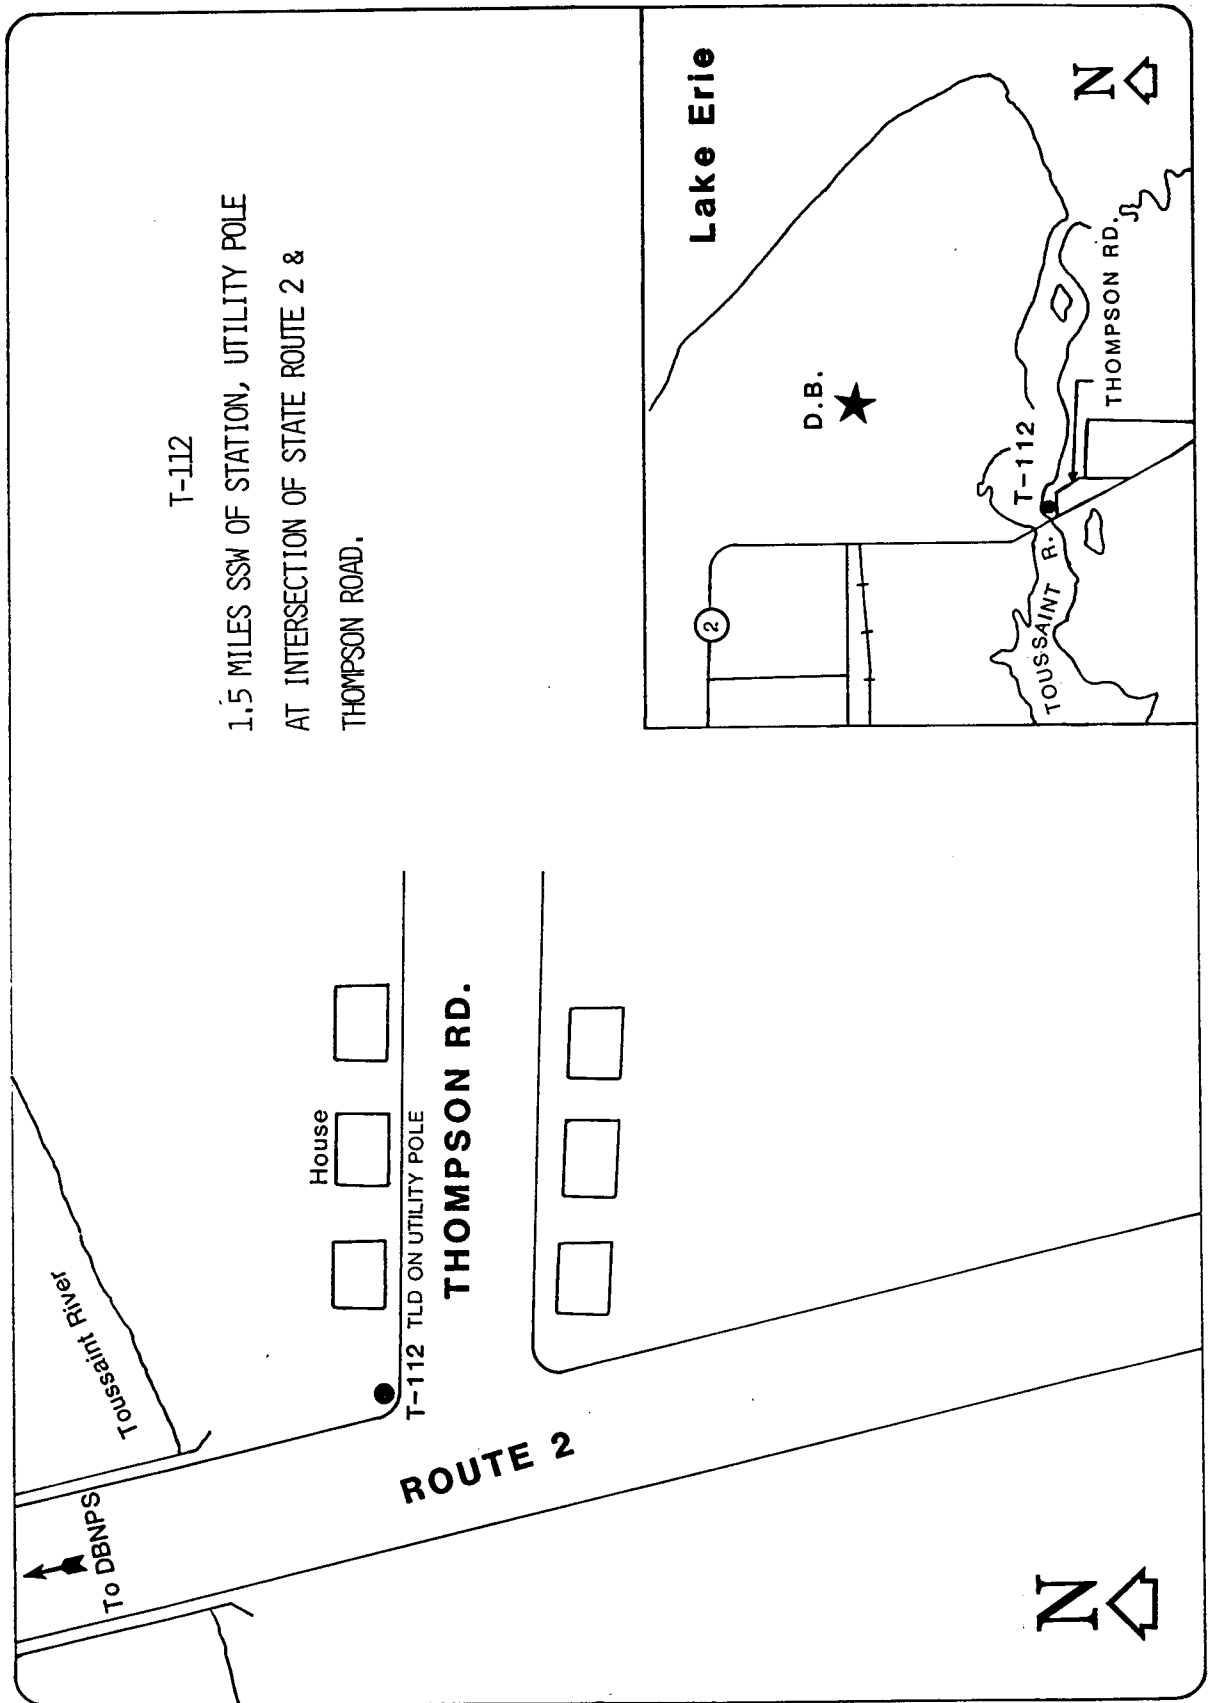 T-112
1.5 MILES SSW OF STATION, UTILITY POLE
AT INTERSECTION OF STATE ROUTE 2 &
THOMPSON ROAD.
To DBNPS
Toussaint River
House
T-112 TLD ON UTILITY POLE
THOMPSON RD.
ROUTE 2
N
Lake Erie
2
D.B.
T-112
TOUSSAINT R.
THOMPSON RD.
N